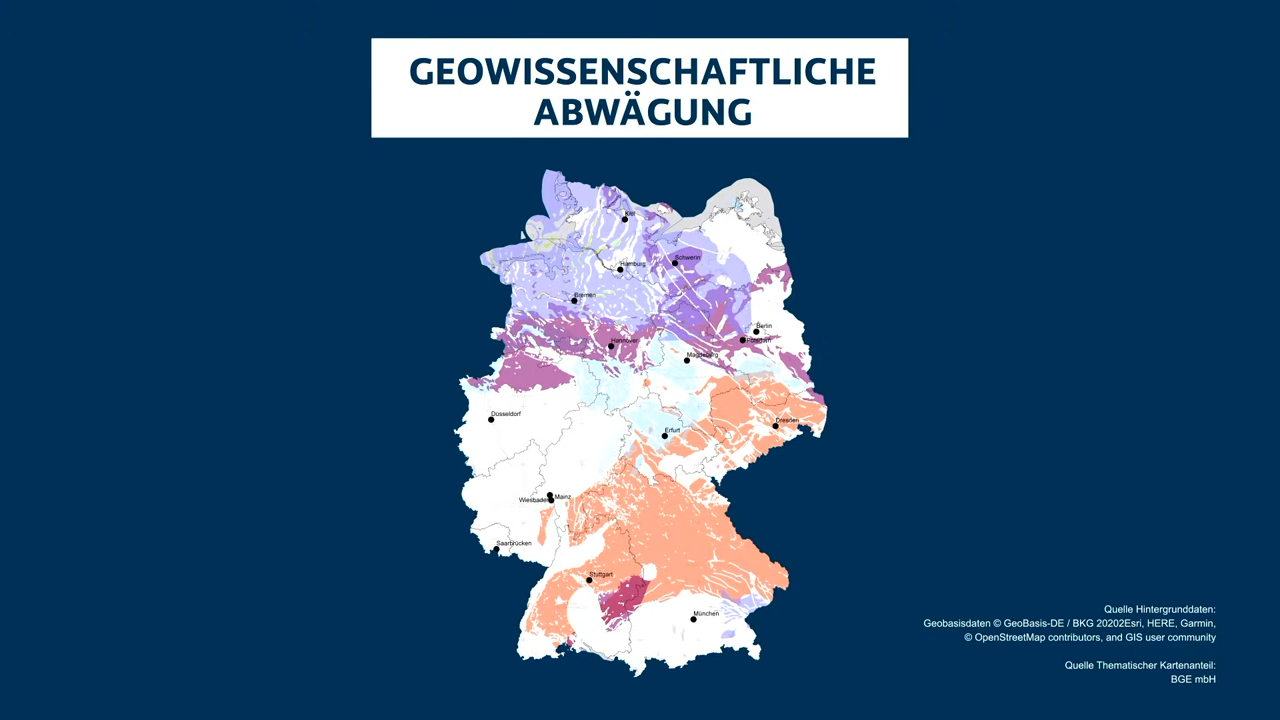 GEOWISSENSCHAFTLICHE
ABWÄGUNG
Kiel
Schwerin
Hamburg
Bremen
Berlin
Potsdam
Hannover
Magdeburg
Düsseldorf
Dresden
Erfurt
Mainz
Wiesbaden
Saarbrücken
Stuttgart
München
Quelle Hintergrunddaten:
Geobasisdaten © GeoBasis-DE / BKG 20202Esri, HERE, Garmin,
© OpenStreetMap contributors, and GIS user community
Quelle Thematischer Kartenanteil:
BGE mbH